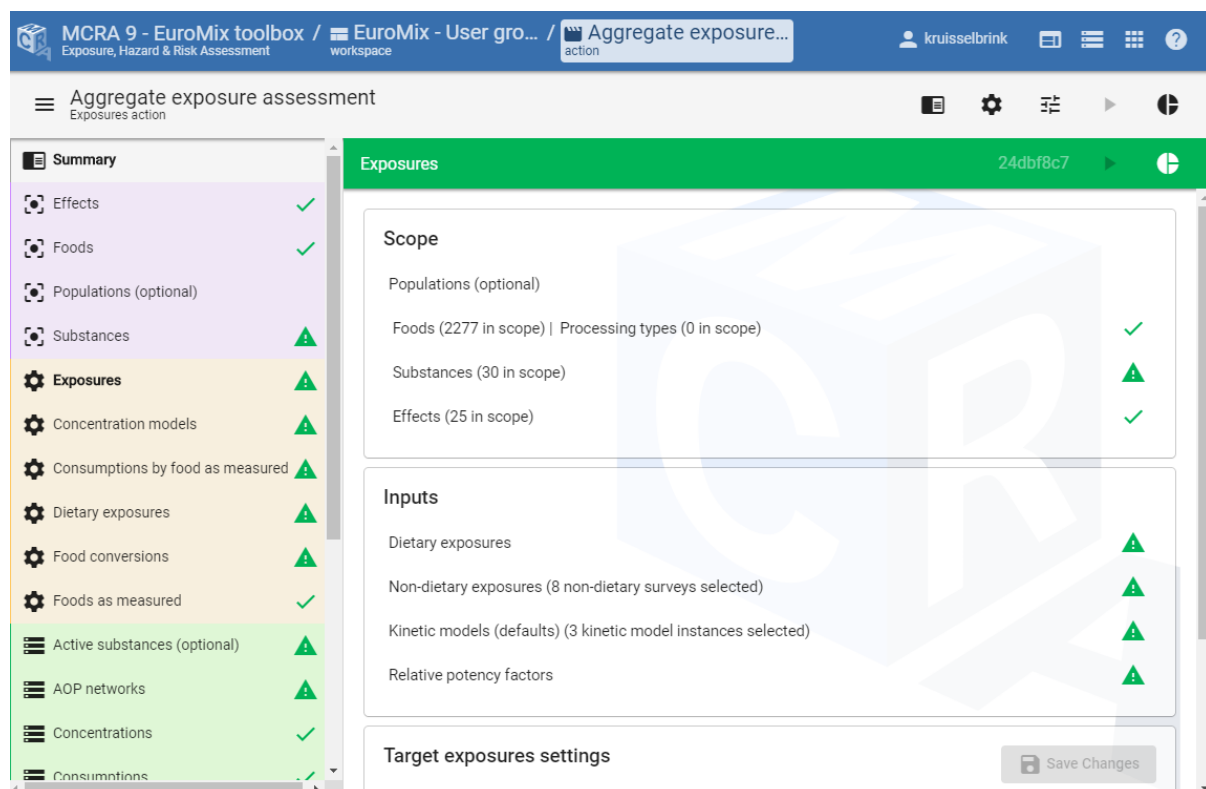 MCRA 9 - EuroMix toolbox / EuroMix - User gro... / Aggregate exposure...
Exposure, Hazard & Risk Assessment workspace action
kruisselbrink
Aggregate exposure assessment
Exposures action
Summary
Effects
Foods
Populations (optional)
Substances
Exposures
Concentration models
Consumptions by food as measured
Dietary exposures
Food conversions
Foods as measured
Active substances (optional)
AOP networks
Concentrations
Consumptions
Exposures 24dbf8c7
Scope
Populations (optional)
Foods (2277 in scope) | Processing types (0 in scope)
Substances (30 in scope)
Effects (25 in scope)
Inputs
Dietary exposures
Non-dietary exposures (8 non-dietary surveys selected)
Kinetic models (defaults) (3 kinetic model instances selected)
Relative potency factors
Target exposures settings
Save Changes